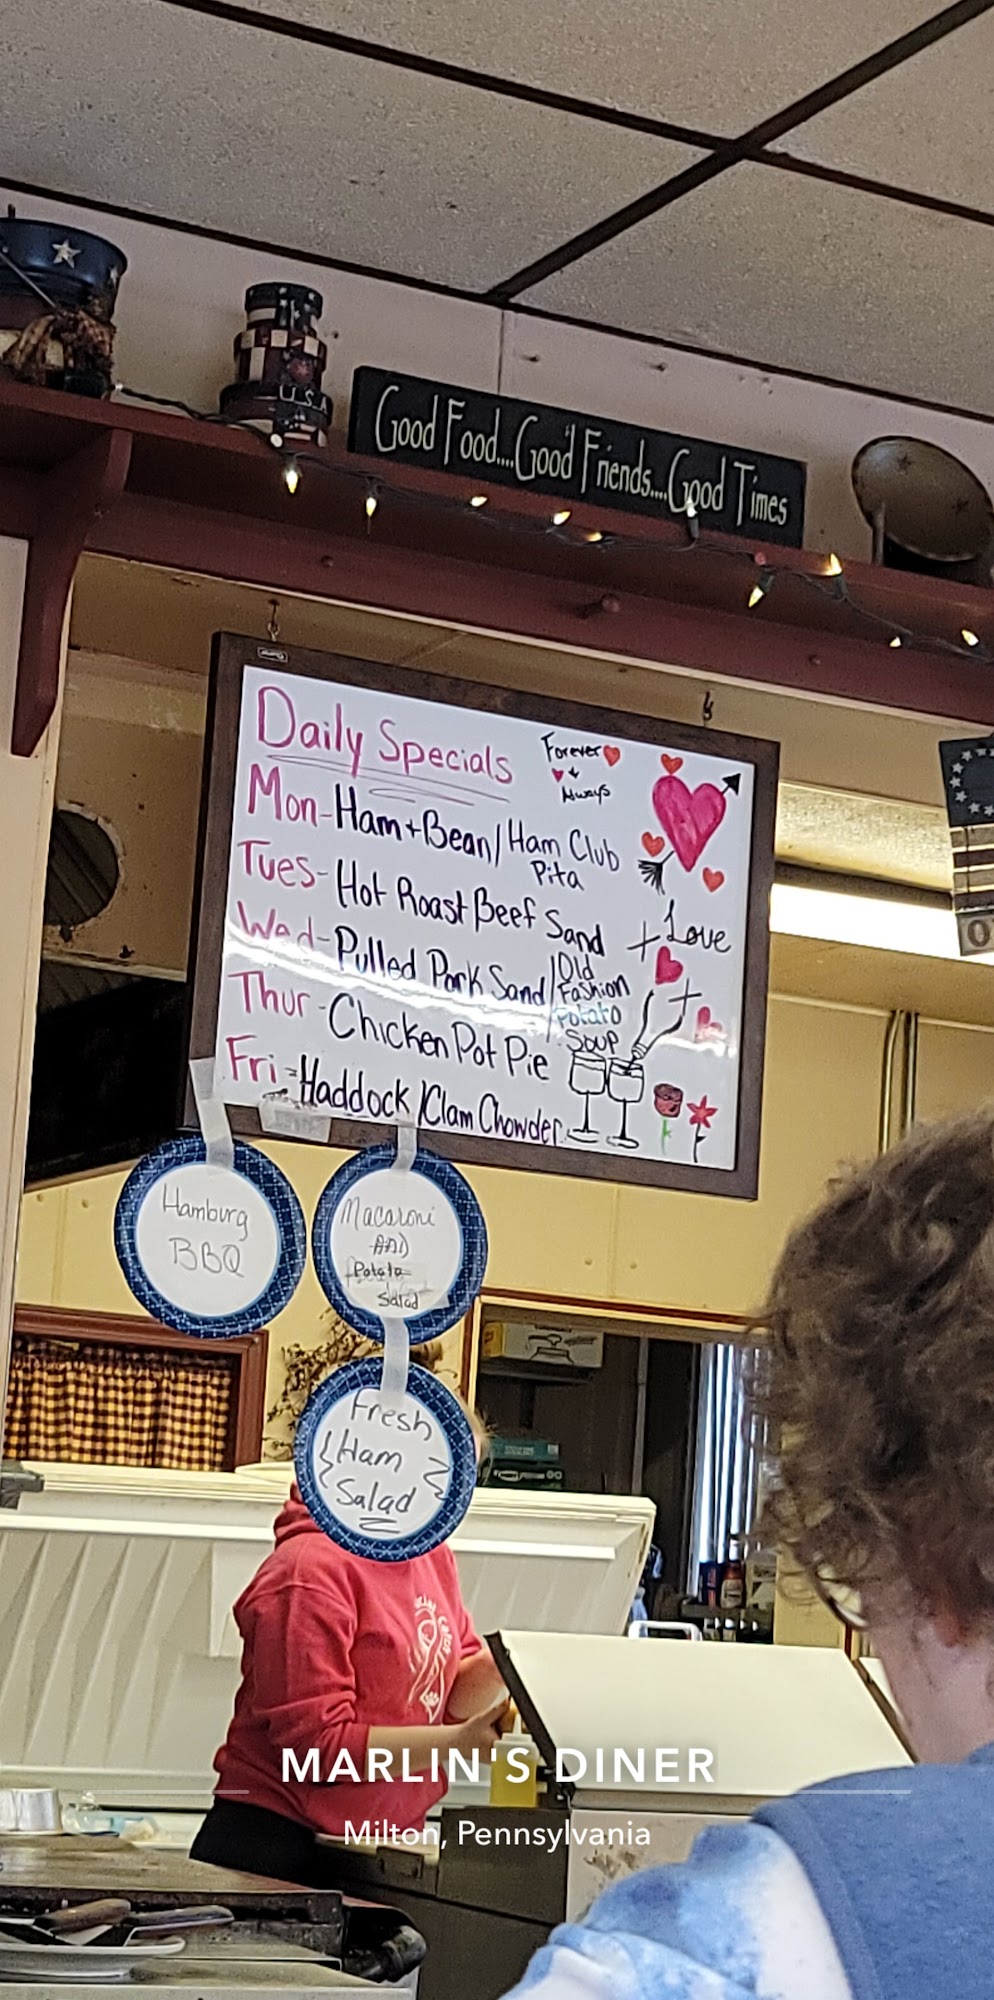 U.S.A
Good Food....Good Friends....Good Times
Daily Specials
Forever
+
Always
Mon-Ham+Bean/Ham Club
Pita
Tues-Hot Roast Beef Sand
+Love
Wed-Pulled Pork Sand/Old
Fashion
Potato
Soup
Thur-Chicken Pot Pie
Fri-Haddock/Clam Chowder
Hamburg
BBQ
Macaroni
AND
Potato
Salad
Fresh
Ham
Salad
MARLIN'S DINER
Milton, Pennsylvania